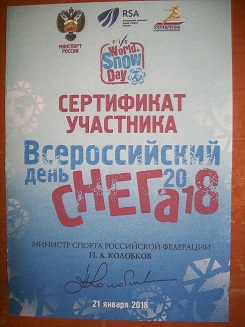 МИНСПОРТ
РОССИИ
RSA
World
Snow
Day
СЕРТИФИКАТ
УЧАСТНИКА
Всероссийский
день
СНЕГа 2018
МИНИСТР СПОРТА РОССИЙСКОЙ ФЕДЕРАЦИИ
П. А. КОЛОБКОВ
21 января 2018